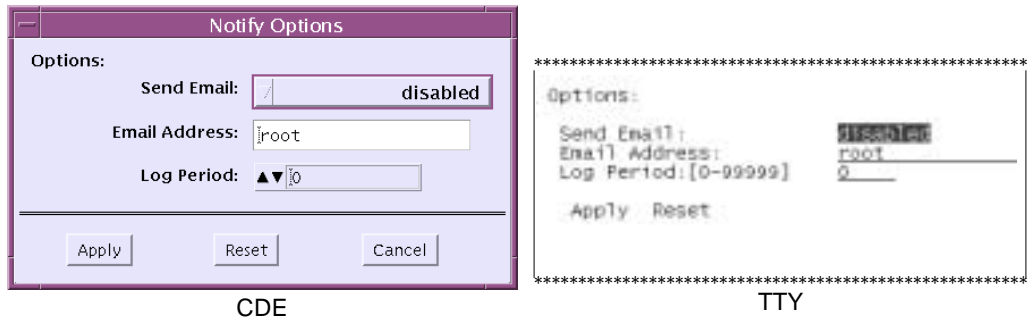 Notify Options
Options:
Send Email: disabled
Email Address: root
Log Period: 0
Apply Reset Cancel
CDE
************************************************************
Options:
Send Email: disabled
Email Address: root
Log Period:[0-99999] 0
Apply Reset
************************************************************
TTY